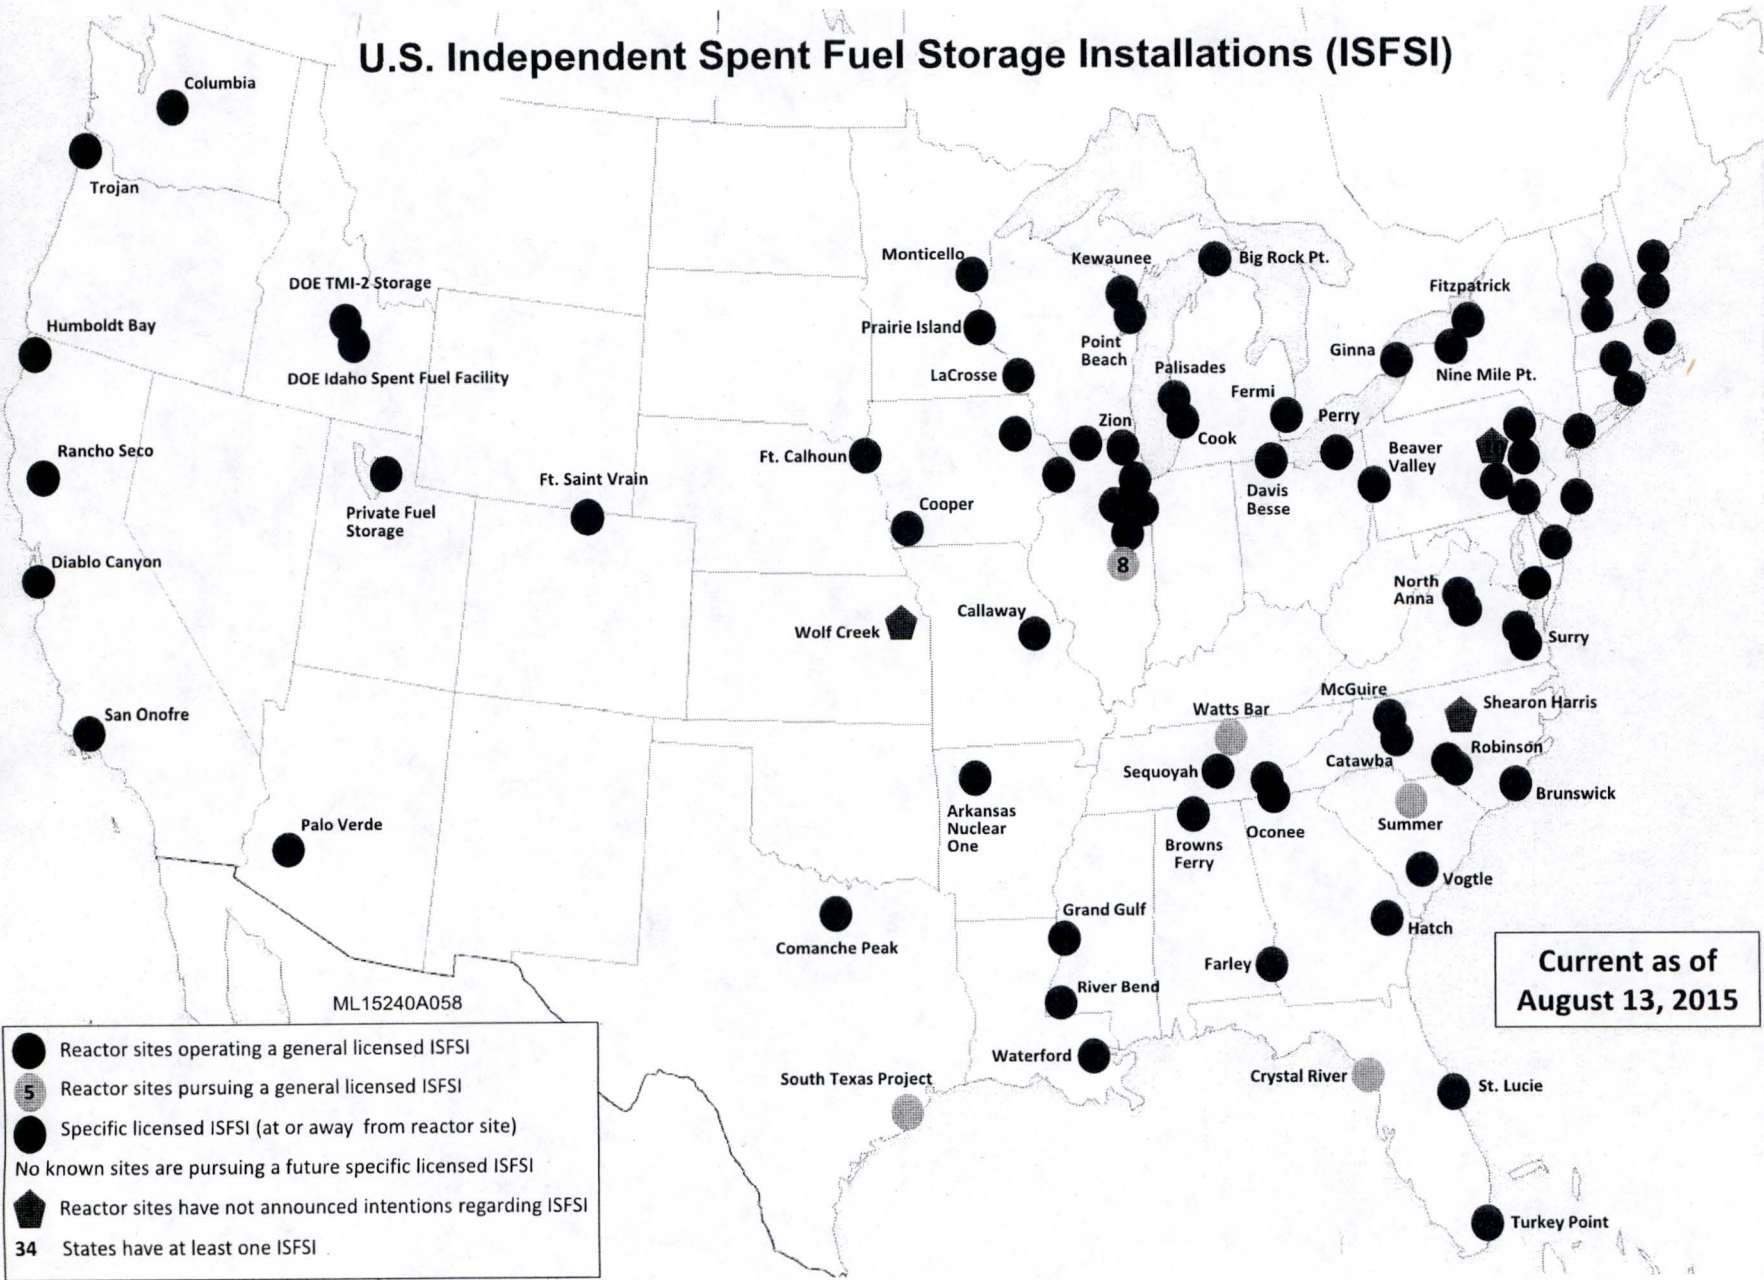 U.S. Independent Spent Fuel Storage Installations (ISFSI)
Columbia
Trojan
DOE TMI-2 Storage
Humboldt Bay
DOE Idaho Spent Fuel Facility
Rancho Seco
Private Fuel
Storage
Ft. Saint Vrain
Diablo Canyon
San Onofre
Palo Verde
Monticello
Prairie Island
LaCrosse
Kewaunee
Point
Beach
Big Rock Pt.
Palisades
Cook
Fermi
Zion
Perry
Davis
Besse
Beaver
Valley
Fitzpatrick
Ginna
Nine Mile Pt.
Ft. Calhoun
Cooper
8
Wolf Creek
Callaway
North
Anna
Surry
McGuire
Shearon Harris
Watts Bar
Sequoyah
Catawba
Robinson
Brunswick
Arkansas
Nuclear
One
Browns
Ferry
Oconee
Summer
Vogtle
Hatch
Comanche Peak
Grand Gulf
Farley
River Bend
Waterford
South Texas Project
Crystal River
St. Lucie
Turkey Point
Current as of
August 13, 2015
ML15240A058
Reactor sites operating a general licensed ISFSI
5 Reactor sites pursuing a general licensed ISFSI
Specific licensed ISFSI (at or away from reactor site)
No known sites are pursuing a future specific licensed ISFSI
Reactor sites have not announced intentions regarding ISFSI
34 States have at least one ISFSI